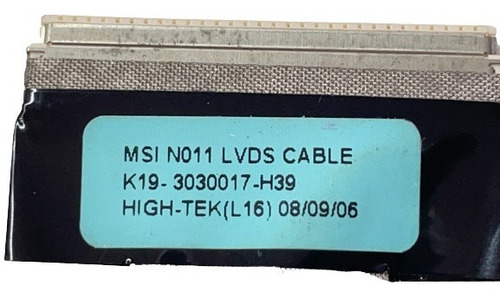 MSI N011 LVDS CABLE
K19- 3030017-H39
HIGH-TEK(L16) 08/09/06